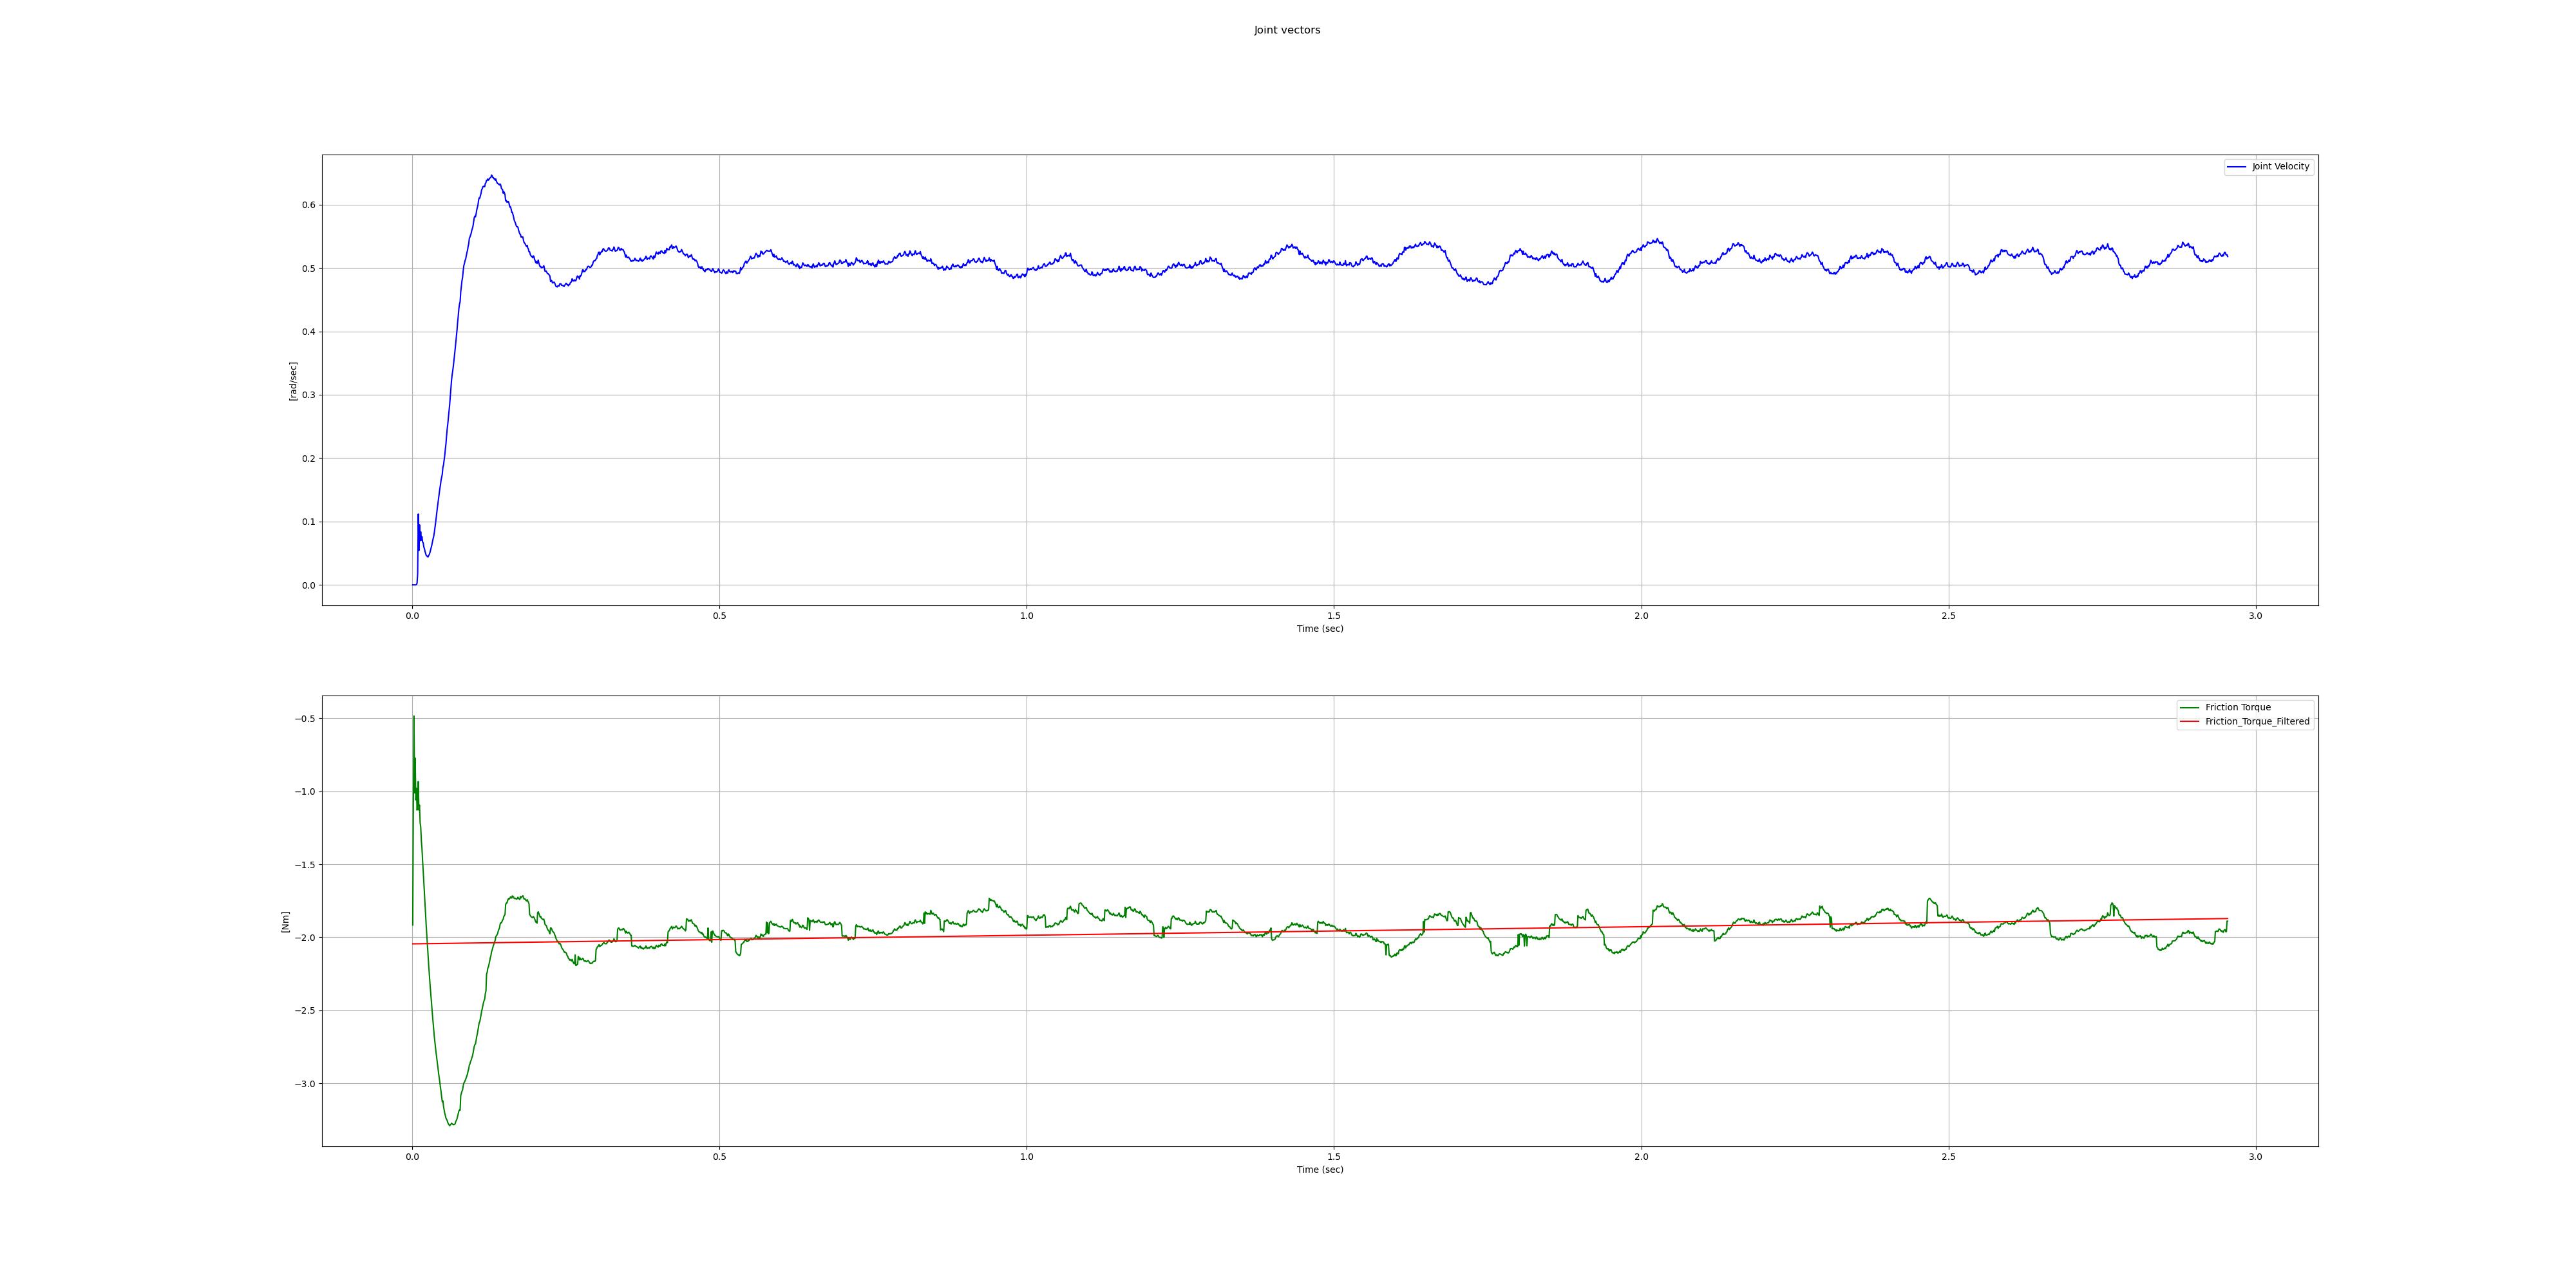 Joint vectors
Joint Velocity
[rad/sec]
0.6
0.5
0.4
0.3
0.2
0.1
0.0
0.0 0.5 1.0 1.5 2.0 2.5 3.0
Time (sec)
Friction Torque
Friction_Torque_Filtered
[Nm]
−0.5
−1.0
−1.5
−2.0
−2.5
−3.0
0.0 0.5 1.0 1.5 2.0 2.5 3.0
Time (sec)